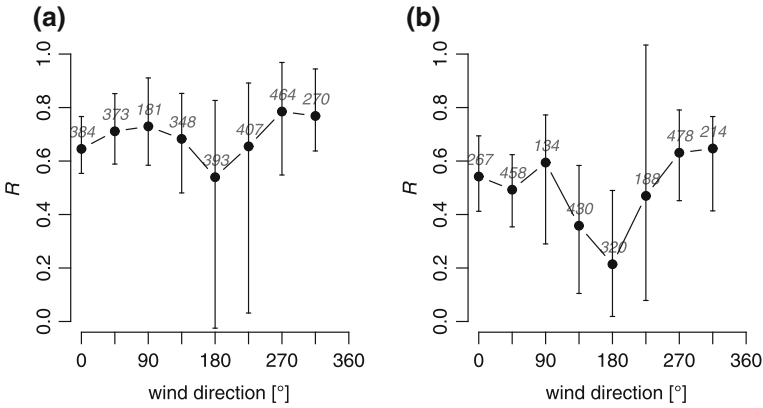 (a)
R
0.0 0.2 0.4 0.6 0.8 1.0
384 373 181 348 393 407 464 270
0 90 180 270 360
wind direction [°]
(b)
R
0.0 0.2 0.4 0.6 0.8 1.0
267 458 134 430 320 188 478 214
0 90 180 270 360
wind direction [°]